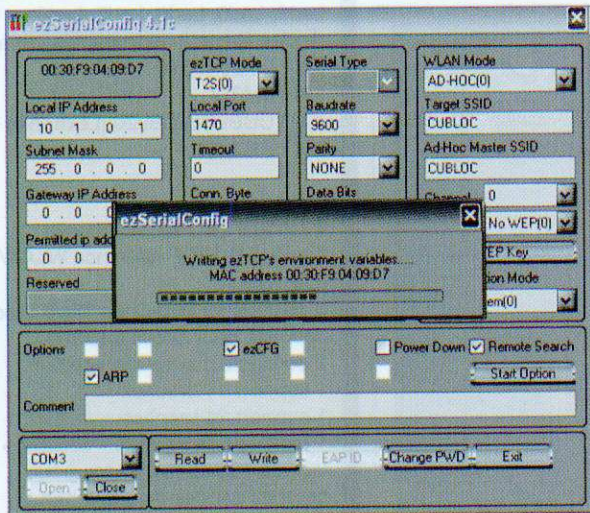 ezSerialConfig 4.1c
00:30:F9:04:09:D7
Local IP Address
10 . 1 . 0 . 1
Subnet Mask
255 . 0 . 0 . 0
Gateway IP Address
0 . 0 . 0
Permitted ip add
0 . 0 . 0
Reserved
ezTCP Mode
T2S(0)
Local Port
1470
Timeout
0
Conn. Byte
Serial Type
Baudrate
9600
Parity
NONE
Data Bits
WLAN Mode
AD-HOC(0)
Target SSID
CUBLOC
Ad-Hoc Master SSID
CUBLOC
Channel 0
No WEP(0)
EP Key
ion Mode
em(0)
ezSerialConfig
Writting ezTCP's environment variables.....
MAC address 00:30:F9:04:09:D7
Options ezCFG Power Down Remote Search
ARP Start Option
Comment
COM3 Read Write EAP ID Change PWD Exit
Open Close